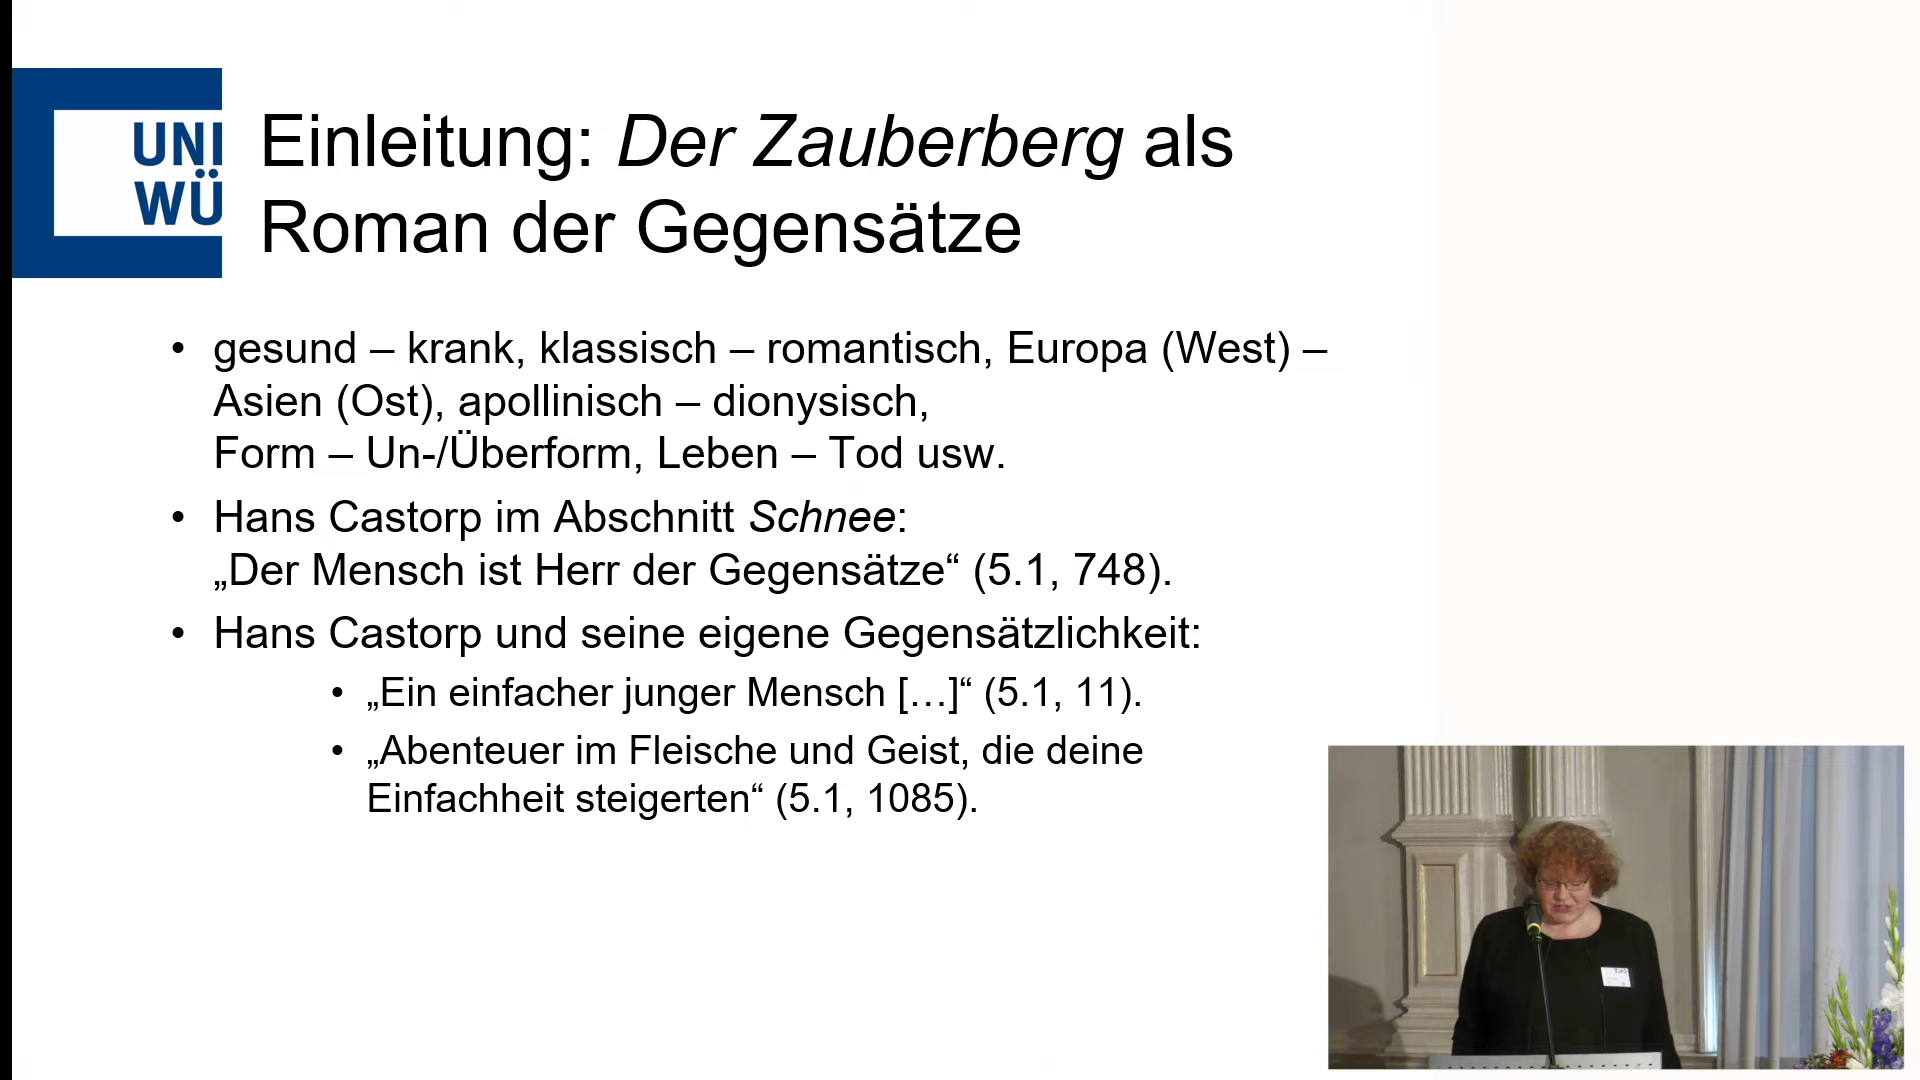 UNI
WÜ
Einleitung: Der Zauberberg als
Roman der Gegensätze
• gesund – krank, klassisch – romantisch, Europa (West) –
Asien (Ost), apollinisch – dionysisch,
Form – Un-/Überform, Leben – Tod usw.
• Hans Castorp im Abschnitt Schnee:
„Der Mensch ist Herr der Gegensätze“ (5.1, 748).
• Hans Castorp und seine eigene Gegensätzlichkeit:
• „Ein einfacher junger Mensch […]“ (5.1, 11).
• „Abenteuer im Fleische und Geist, die deine
Einfachheit steigerten“ (5.1, 1085).